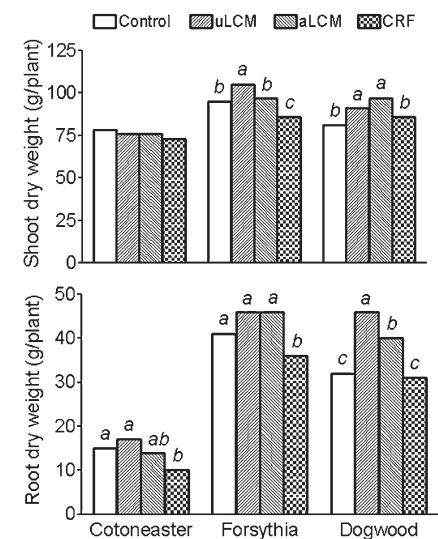 Control uLCM aLCM CRF
Shoot dry weight (g/plant)
125
100
75
50
25
0
b a b c
b a a b
Root dry weight (g/plant)
50
40
30
20
10
0
a a ab b
a a a b
c a b c
Cotoneaster Forsythia Dogwood